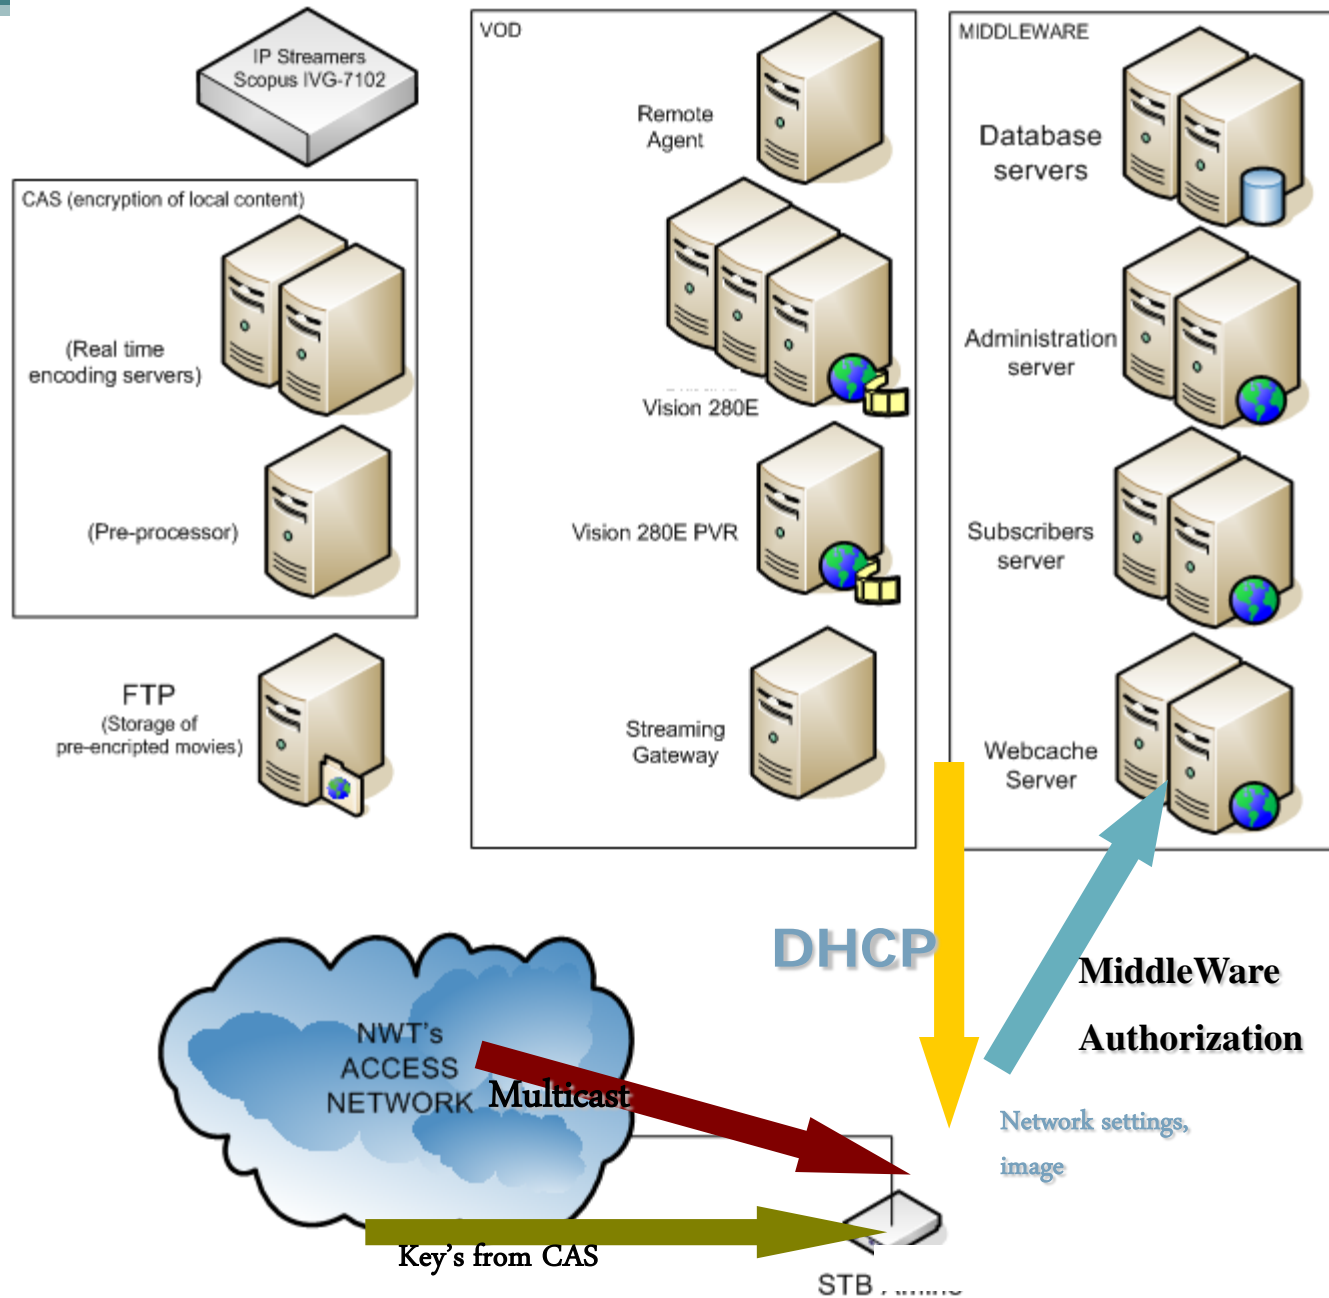 IP Streamers
Scopus IVG-7102
CAS (encryption of local content)
(Real time
encoding servers)
(Pre-processor)
FTP
(Storage of
pre-encripted movies)
VOD
Remote
Agent
Vision 280E
Vision 280E PVR
Streaming
Gateway
MIDDLEWARE
Database
servers
Administration
server
Subscribers
server
Webcache
Server
DHCP
MiddleWare
Authorization
Network settings,
image
NWT's
ACCESS
NETWORK
Multicast
Key's from CAS
STB